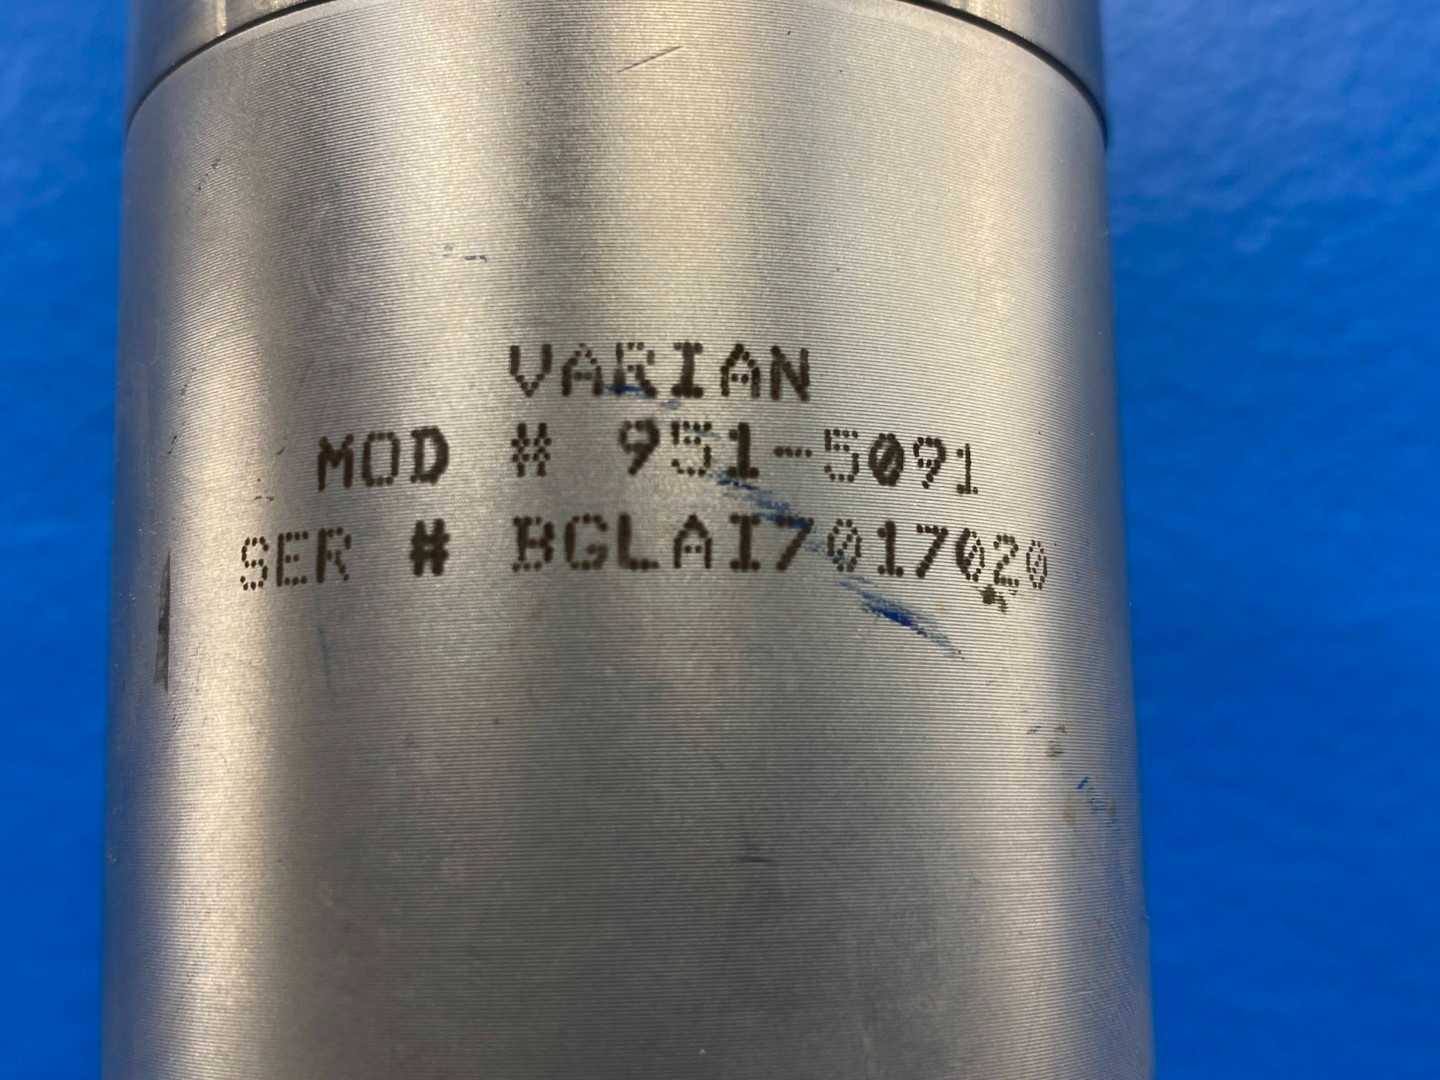 VARIAN
MOD # 951-5091
SER # BGLAI7017020